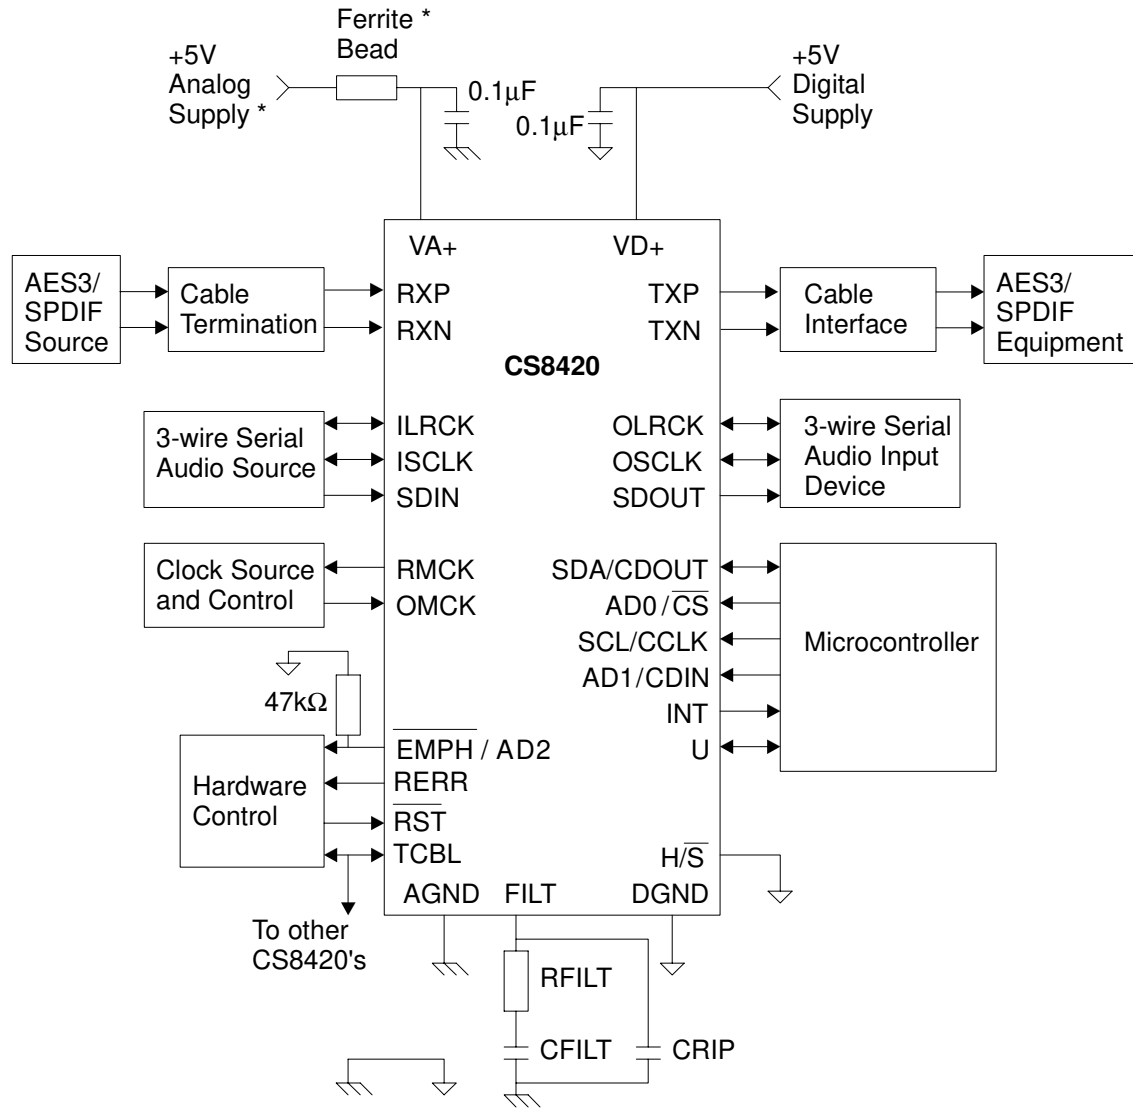 Ferrite *
Bead
+5V
Analog
Supply *
0.1µF
0.1µF
+5V
Digital
Supply
VA+
VD+
AES3/
SPDIF
Source
Cable
Termination
RXP
RXN
TXP
TXN
Cable
Interface
AES3/
SPDIF
Equipment
CS8420
3-wire Serial
Audio Source
ILRCK
ISCLK
SDIN
OLRCK
OSCLK
SDOUT
3-wire Serial
Audio Input
Device
Clock Source
and Control
RMCK
OMCK
SDA/CDOUT
AD0/C̅S̅
SCL/CCLK
AD1/CDIN
INT
U
Microcontroller
47kΩ
Hardware
Control
E̅M̅P̅H̅ / AD2
RERR
R̅S̅T̅
TCBL
H/S̅
AGND
FILT
DGND
To other
CS8420's
RFILT
CFILT
CRIP